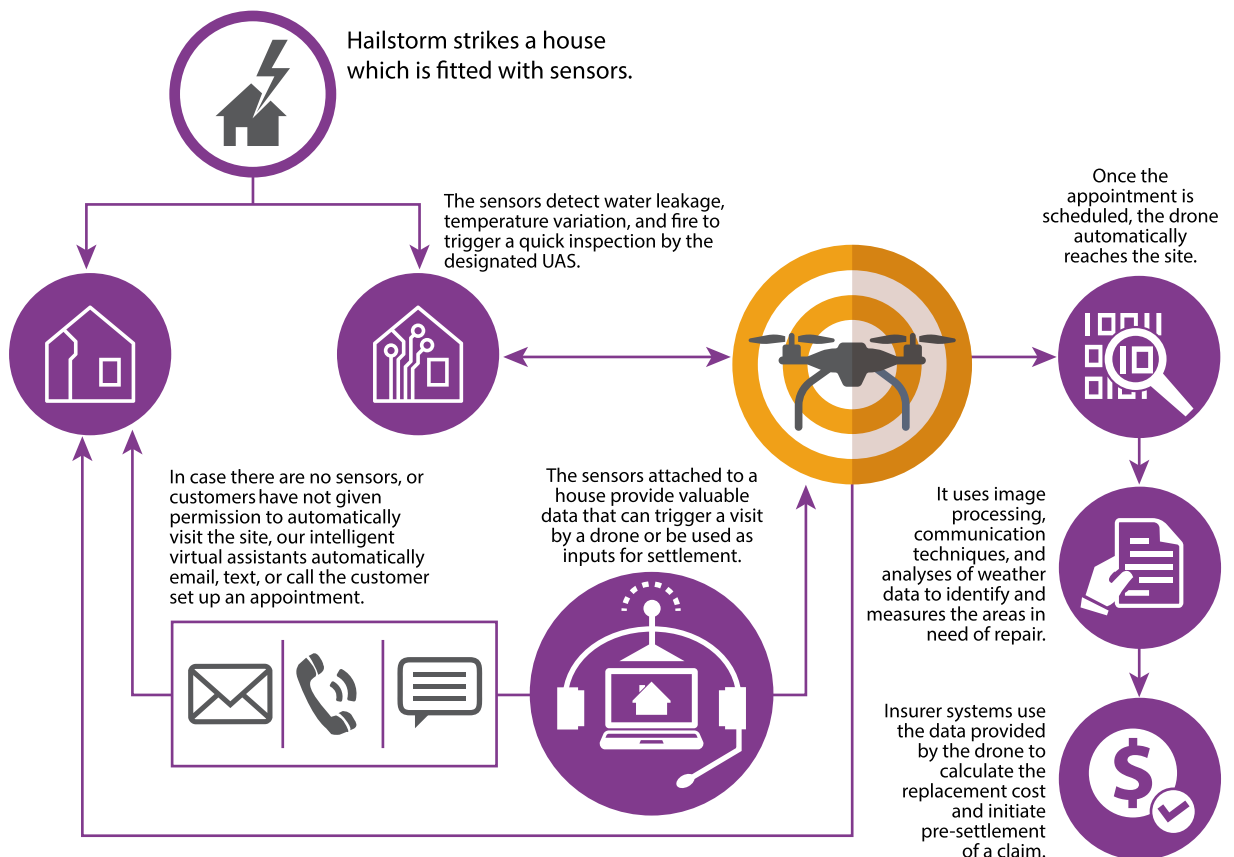 Hailstorm strikes a house
which is fitted with sensors.
The sensors detect water leakage,
temperature variation, and fire to
trigger a quick inspection by the
designated UAS.
Once the
appointment is
scheduled, the drone
automatically
reaches the site.
In case there are no sensors, or
customers have not given
permission to automatically
visit the site, our intelligent
virtual assistants automatically
email, text, or call the customer
set up an appointment.
The sensors attached to a
house provide valuable
data that can trigger a visit
by a drone or be used as
inputs for settlement.
It uses image
processing,
communication
techniques, and
analyses of weather
data to identify and
measures the areas in
need of repair.
Insurer systems use
the data provided
by the drone to
calculate the
replacement cost
and initiate
pre-settlement
of a claim.
$